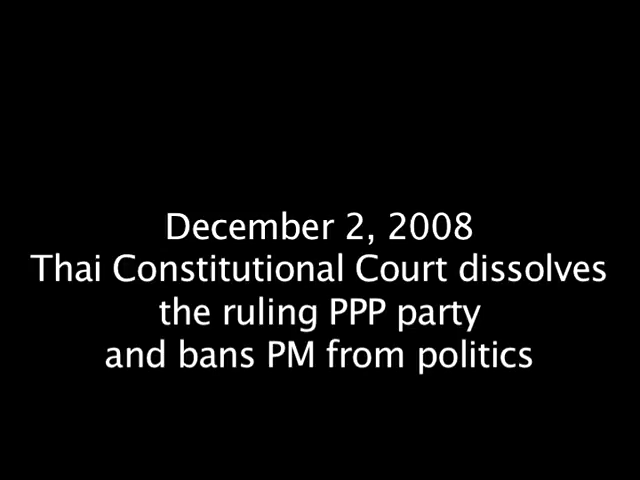 December 2, 2008
Thai Constitutional Court dissolves
the ruling PPP party
and bans PM from politics